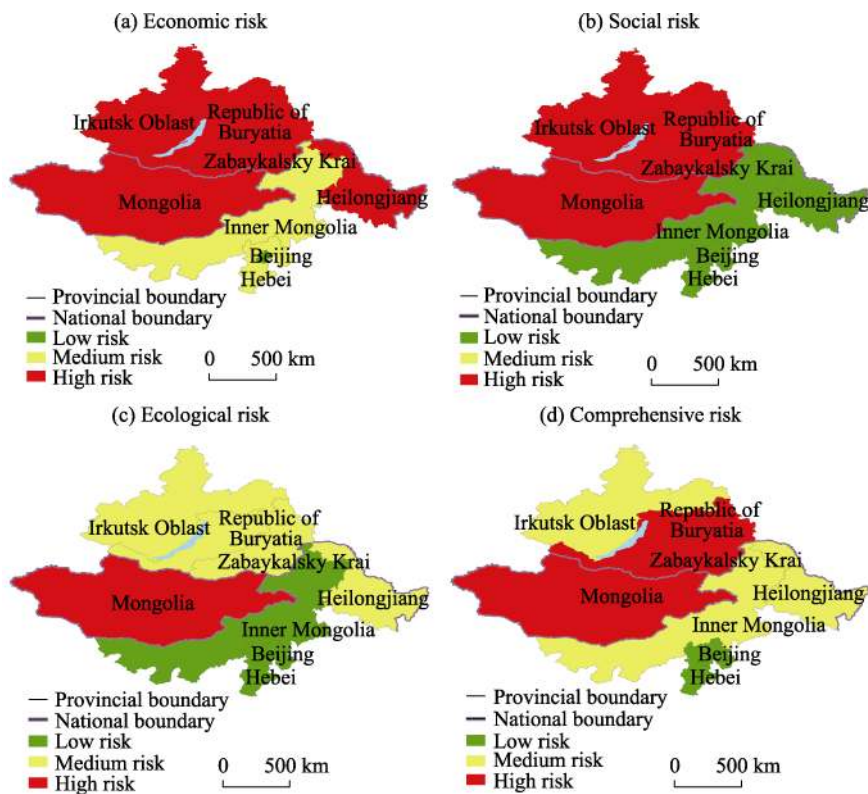 (a) Economic risk
Irkutsk Oblast
Republic of
Buryatia
Zabaykalsky Krai
Mongolia
Heilongjiang
Inner Mongolia
Beijing
Hebei
Provincial boundary
National boundary
Low risk
Medium risk
High risk
0 500 km
(b) Social risk
Irkutsk Oblast
Republic of
Buryatia
Zabaykalsky Krai
Mongolia
Heilongjiang
Inner Mongolia
Beijing
Hebei
Provincial boundary
National boundary
Low risk
Medium risk
High risk
0 500 km
(c) Ecological risk
Irkutsk Oblast
Republic of
Buryatia
Zabaykalsky Krai
Mongolia
Heilongjiang
Inner Mongolia
Beijing
Hebei
Provincial boundary
National boundary
Low risk
Medium risk
High risk
0 500 km
(d) Comprehensive risk
Irkutsk Oblast
Republic of
Buryatia
Zabaykalsky Krai
Mongolia
Heilongjiang
Inner Mongolia
Beijing
Hebei
Provincial boundary
National boundary
Low risk
Medium risk
High risk
0 500 km